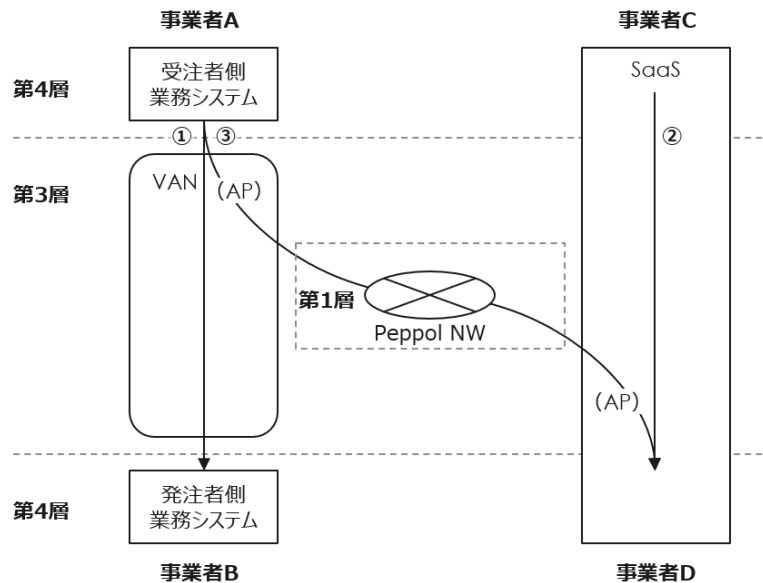 事業者A
事業者C
第4層
受注者側
業務システム
SaaS
① ③
②
第3層
VAN
(AP)
第1層
Peppol NW
(AP)
第4層
発注者側
業務システム
事業者B
事業者D